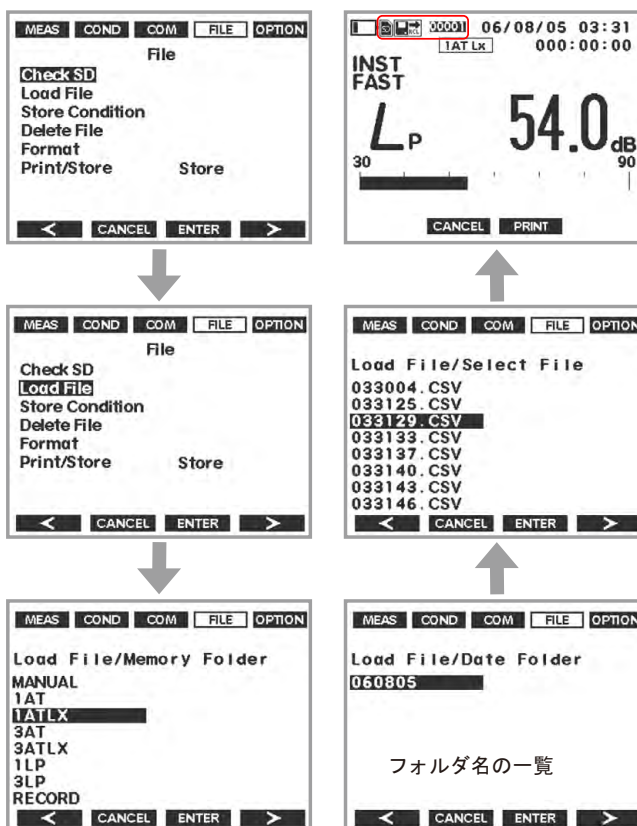 MEAS COND COM FILE OPTION
File
Check SD
Load File
Store Condition
Delete File
Format
Print/Store Store
< CANCEL ENTER >
MEAS COND COM FILE OPTION
File
Check SD
Load File
Store Condition
Delete File
Format
Print/Store Store
< CANCEL ENTER >
MEAS COND COM FILE OPTION
Load File/Memory Folder
MANUAL
1AT
1ATLX
3AT
3ATLX
1LP
3LP
RECORD
< CANCEL ENTER >
MEAS COND COM FILE OPTION
Load File/Date Folder
060805
フォルダ名の一覧
< CANCEL ENTER >
MEAS COND COM FILE OPTION
Load File/Select File
033004.CSV
033125.CSV
033129.CSV
033133.CSV
033137.CSV
033140.CSV
033143.CSV
033146.CSV
< CANCEL ENTER >
00001 06/08/05 03:31
1AT Lx 000:00:00
INST
FAST
LP 54.0 dB
30 90
CANCEL PRINT